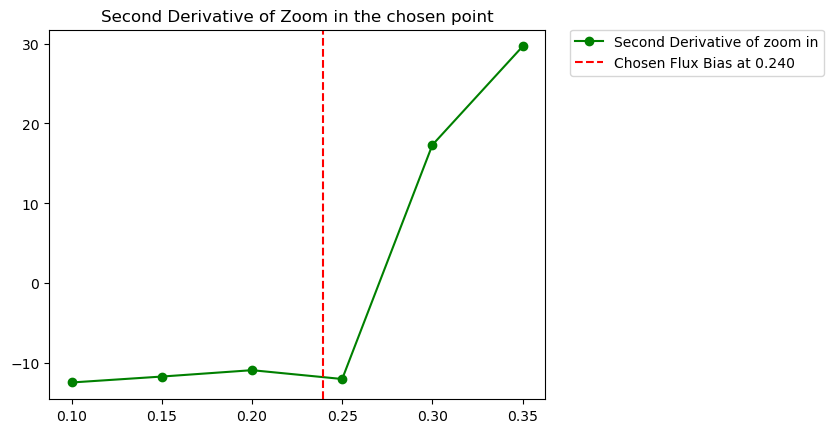 Second Derivative of Zoom in the chosen point
Second Derivative of zoom in
Chosen Flux Bias at 0.240
30
20
10
0
−10
0.10 0.15 0.20 0.25 0.30 0.35